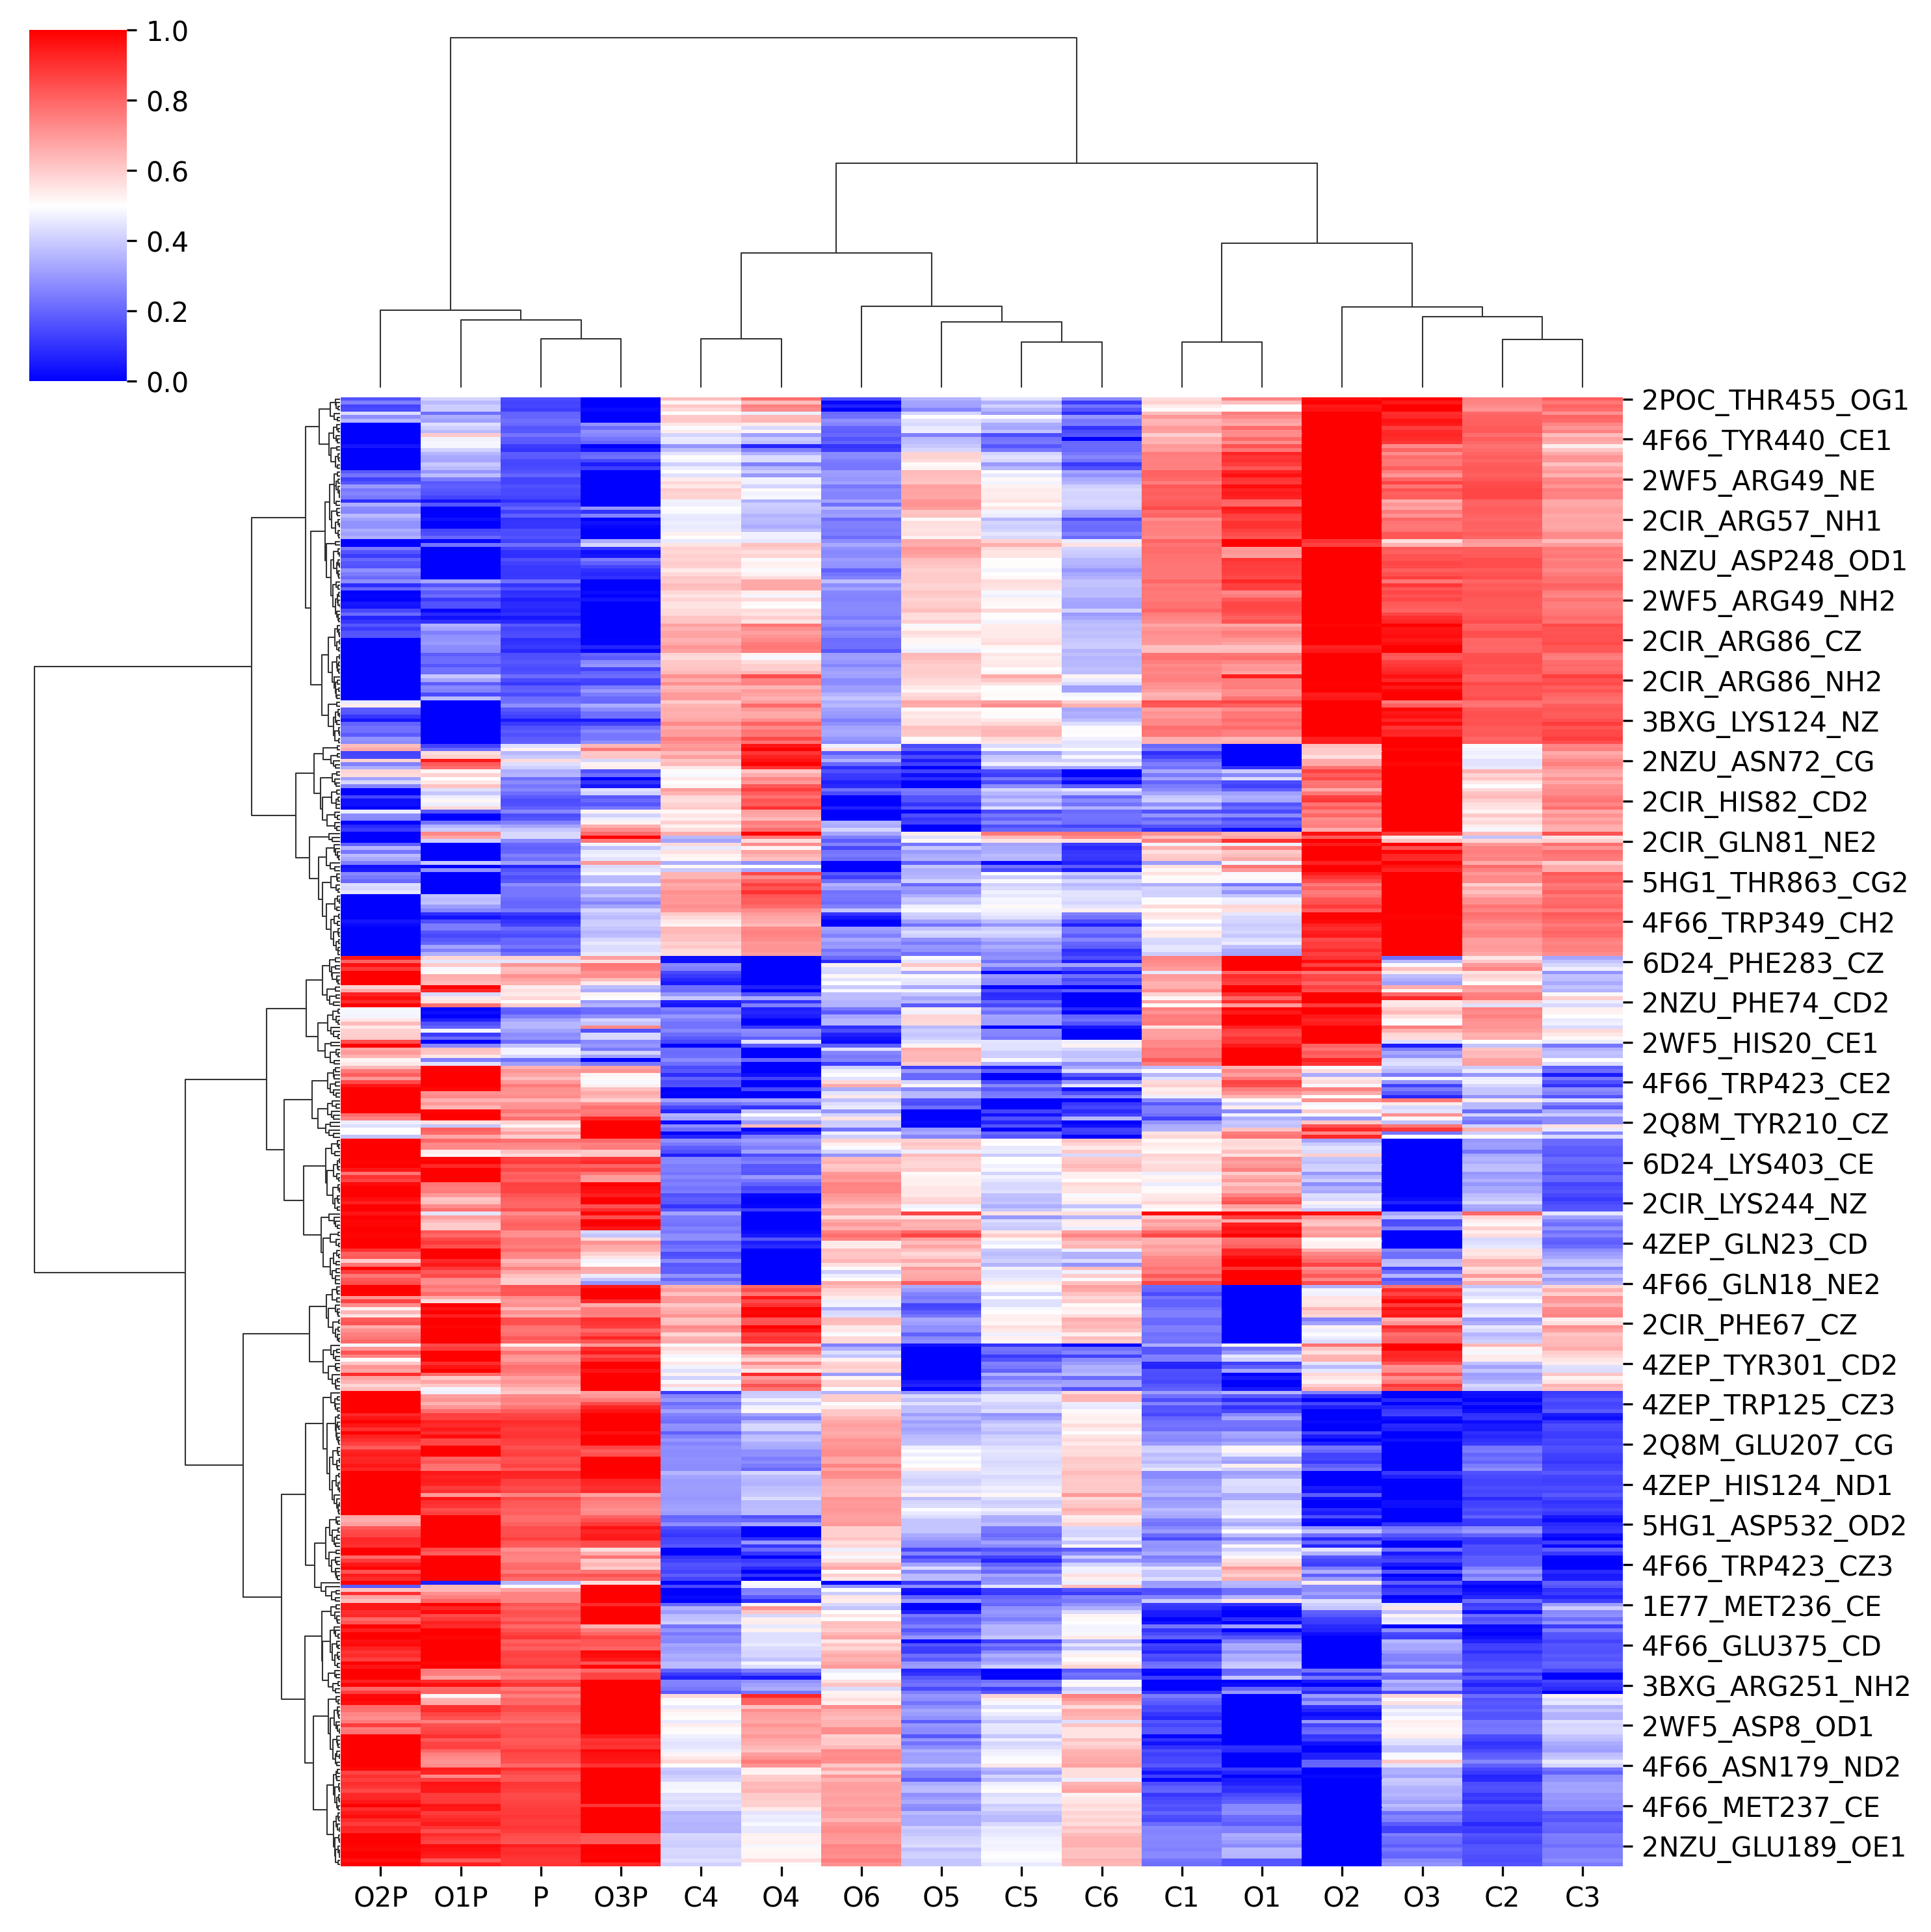 1.0
0.8
0.6
0.4
0.2
0.0
2POC_THR455_OG1
4F66_TYR440_CE1
2WF5_ARG49_NE
2CIR_ARG57_NH1
2NZU_ASP248_OD1
2WF5_ARG49_NH2
2CIR_ARG86_CZ
2CIR_ARG86_NH2
3BXG_LYS124_NZ
2NZU_ASN72_CG
2CIR_HIS82_CD2
2CIR_GLN81_NE2
5HG1_THR863_CG2
4F66_TRP349_CH2
6D24_PHE283_CZ
2NZU_PHE74_CD2
2WF5_HIS20_CE1
4F66_TRP423_CE2
2Q8M_TYR210_CZ
6D24_LYS403_CE
2CIR_LYS244_NZ
4ZEP_GLN23_CD
4F66_GLN18_NE2
2CIR_PHE67_CZ
4ZEP_TYR301_CD2
4ZEP_TRP125_CZ3
2Q8M_GLU207_CG
4ZEP_HIS124_ND1
5HG1_ASP532_OD2
4F66_TRP423_CZ3
1E77_MET236_CE
4F66_GLU375_CD
3BXG_ARG251_NH2
2WF5_ASP8_OD1
4F66_ASN179_ND2
4F66_MET237_CE
2NZU_GLU189_OE1
O2P O1P P O3P C4 O4 O6 O5 C5 C6 C1 O1 O2 O3 C2 C3